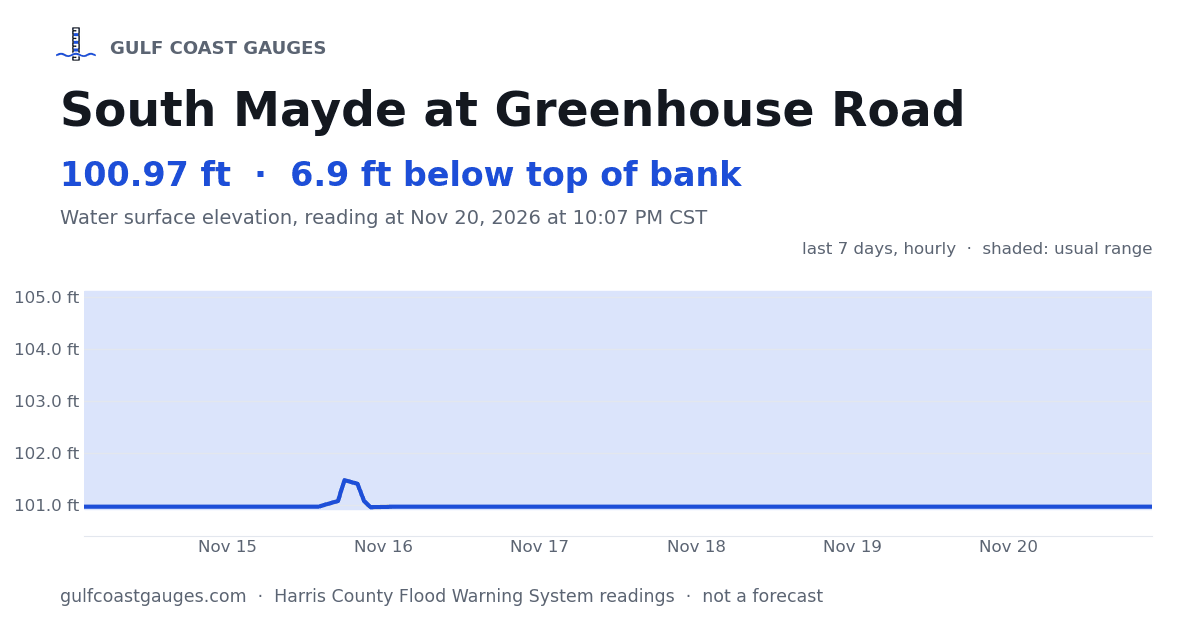 GULF COAST GAUGES
South Mayde at Greenhouse Road
100.97 ft · 6.9 ft below top of bank
Water surface elevation, reading at Nov 20, 2026 at 10:07 PM CST
last 7 days, hourly · shaded: usual range
105.0 ft
104.0 ft
103.0 ft
102.0 ft
101.0 ft
Nov 15 Nov 16 Nov 17 Nov 18 Nov 19 Nov 20
gulfcoastgauges.com · Harris County Flood Warning System readings · not a forecast